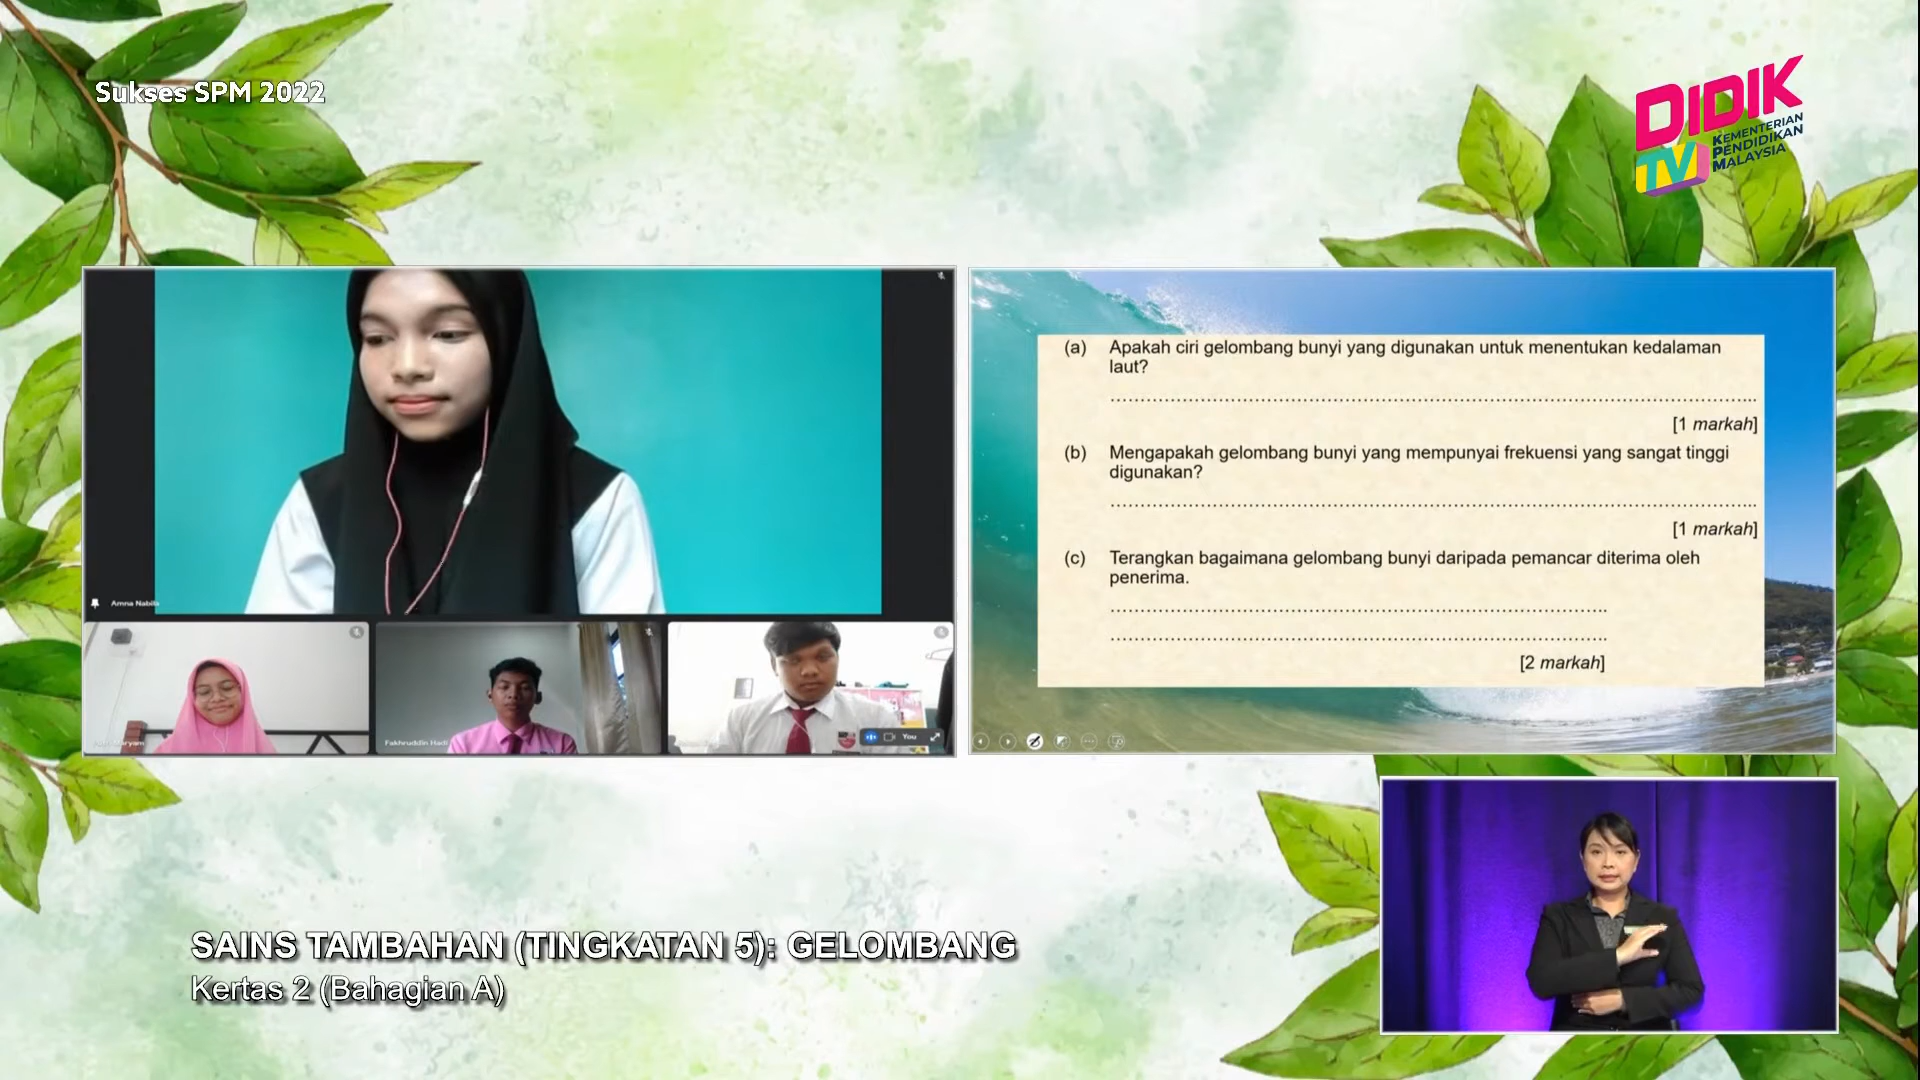 Sukses SPM 2022
DIDIK
TV
KEMENTERIAN
PENDIDIKAN
MALAYSIA
(a) Apakah ciri gelombang bunyi yang digunakan untuk menentukan kedalaman
laut?
[1 markah]
(b) Mengapakah gelombang bunyi yang mempunyai frekuensi yang sangat tinggi
digunakan?
[1 markah]
(c) Terangkan bagaimana gelombang bunyi daripada pemancar diterima oleh
penerima.
[2 markah]
Amna Nabila
Fakhruddin Hadi
You
SAINS TAMBAHAN (TINGKATAN 5): GELOMBANG
Kertas 2 (Bahagian A)